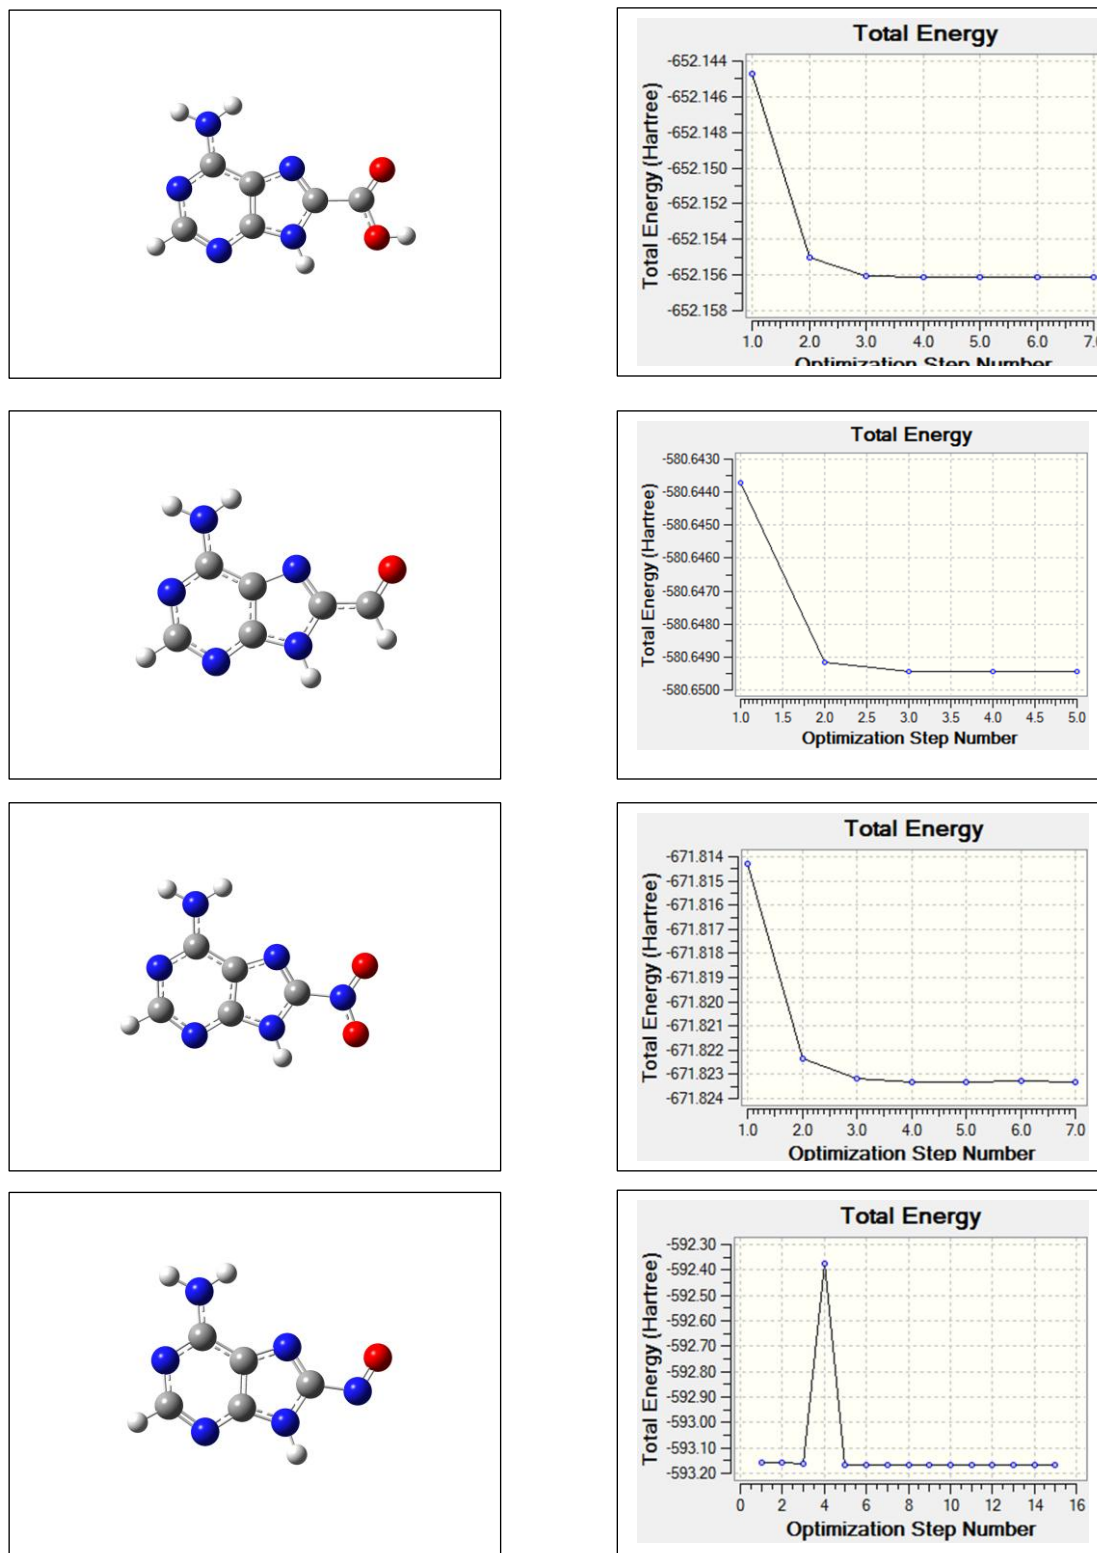 Total Energy
Total Energy (Hartree)
-652.144
-652.146
-652.148
-652.150
-652.152
-652.154
-652.156
-652.158
1.0 2.0 3.0 4.0 5.0 6.0 7.0
Optimization Step Number
Total Energy
Total Energy (Hartree)
-580.6430
-580.6440
-580.6450
-580.6460
-580.6470
-580.6480
-580.6490
-580.6500
1.0 1.5 2.0 2.5 3.0 3.5 4.0 4.5 5.0
Optimization Step Number
Total Energy
Total Energy (Hartree)
-671.814
-671.815
-671.816
-671.817
-671.818
-671.819
-671.820
-671.821
-671.822
-671.823
-671.824
1.0 2.0 3.0 4.0 5.0 6.0 7.0
Optimization Step Number
Total Energy
Total Energy (Hartree)
-592.30
-592.40
-592.50
-592.60
-592.70
-592.80
-592.90
-593.00
-593.10
-593.20
0 2 4 6 8 10 12 14 16
Optimization Step Number